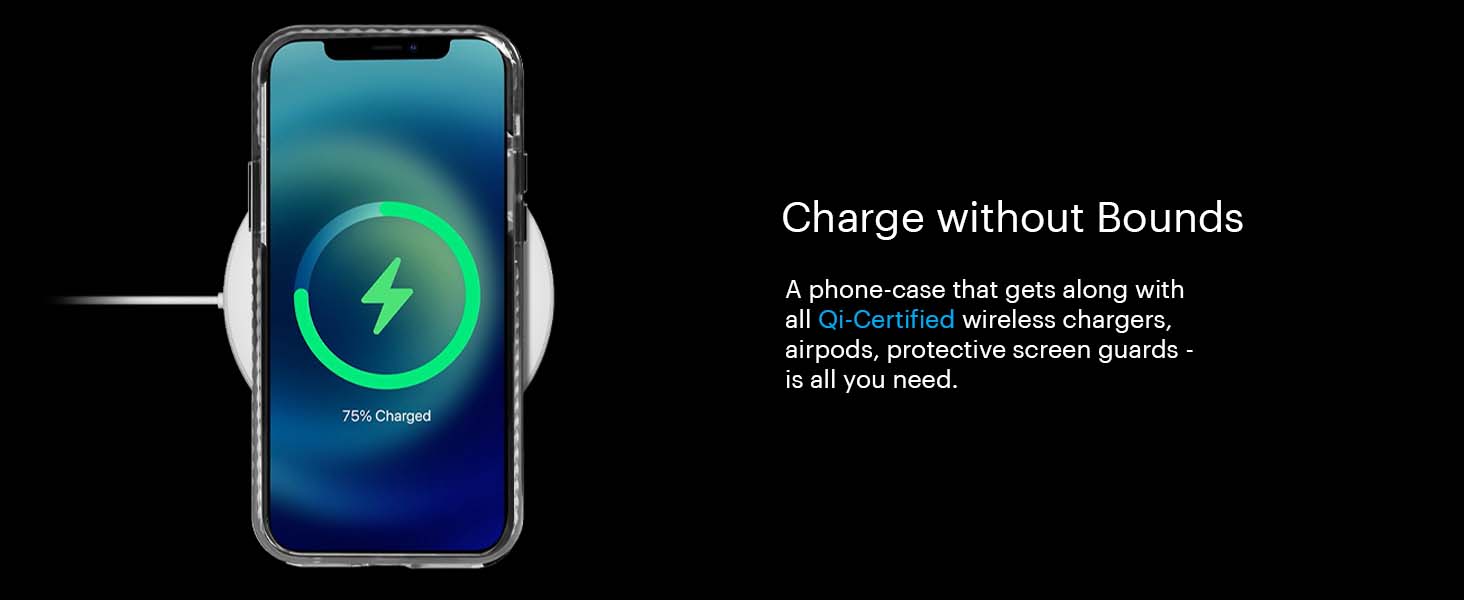 75% Charged
Charge without Bounds
A phone-case that gets along with
all Qi-Certified wireless chargers,
airpods, protective screen guards -
is all you need.